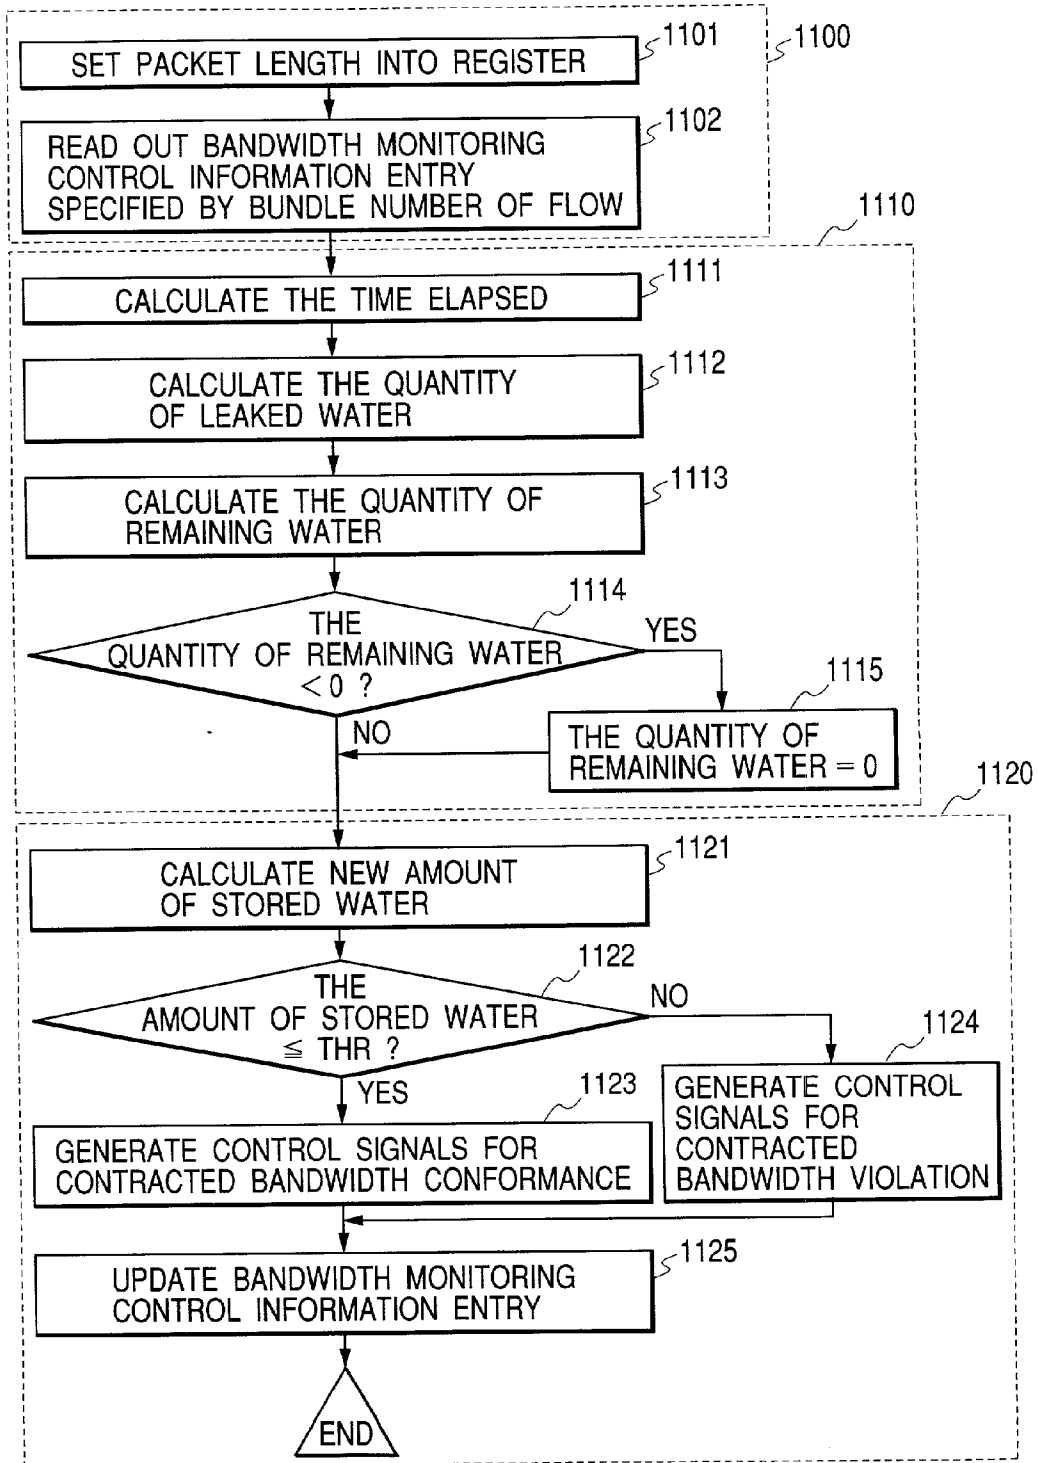 1101
1100
SET PACKET LENGTH INTO REGISTER
1102
READ OUT BANDWIDTH MONITORING
CONTROL INFORMATION ENTRY
SPECIFIED BY BUNDLE NUMBER OF FLOW
1110
1111
CALCULATE THE TIME ELAPSED
1112
CALCULATE THE QUANTITY
OF LEAKED WATER
1113
CALCULATE THE QUANTITY OF
REMAINING WATER
1114
THE
QUANTITY OF REMAINING WATER
<0 ?
YES
1115
NO
THE QUANTITY OF
REMAINING WATER = 0
1120
1121
CALCULATE NEW AMOUNT
OF STORED WATER
1122
THE
AMOUNT OF STORED WATER
≦ THR ?
NO
1124
YES
1123
GENERATE CONTROL SIGNALS FOR
CONTRACTED BANDWIDTH CONFORMANCE
GENERATE CONTROL
SIGNALS FOR
CONTRACTED
BANDWIDTH VIOLATION
1125
UPDATE BANDWIDTH MONITORING
CONTROL INFORMATION ENTRY
END